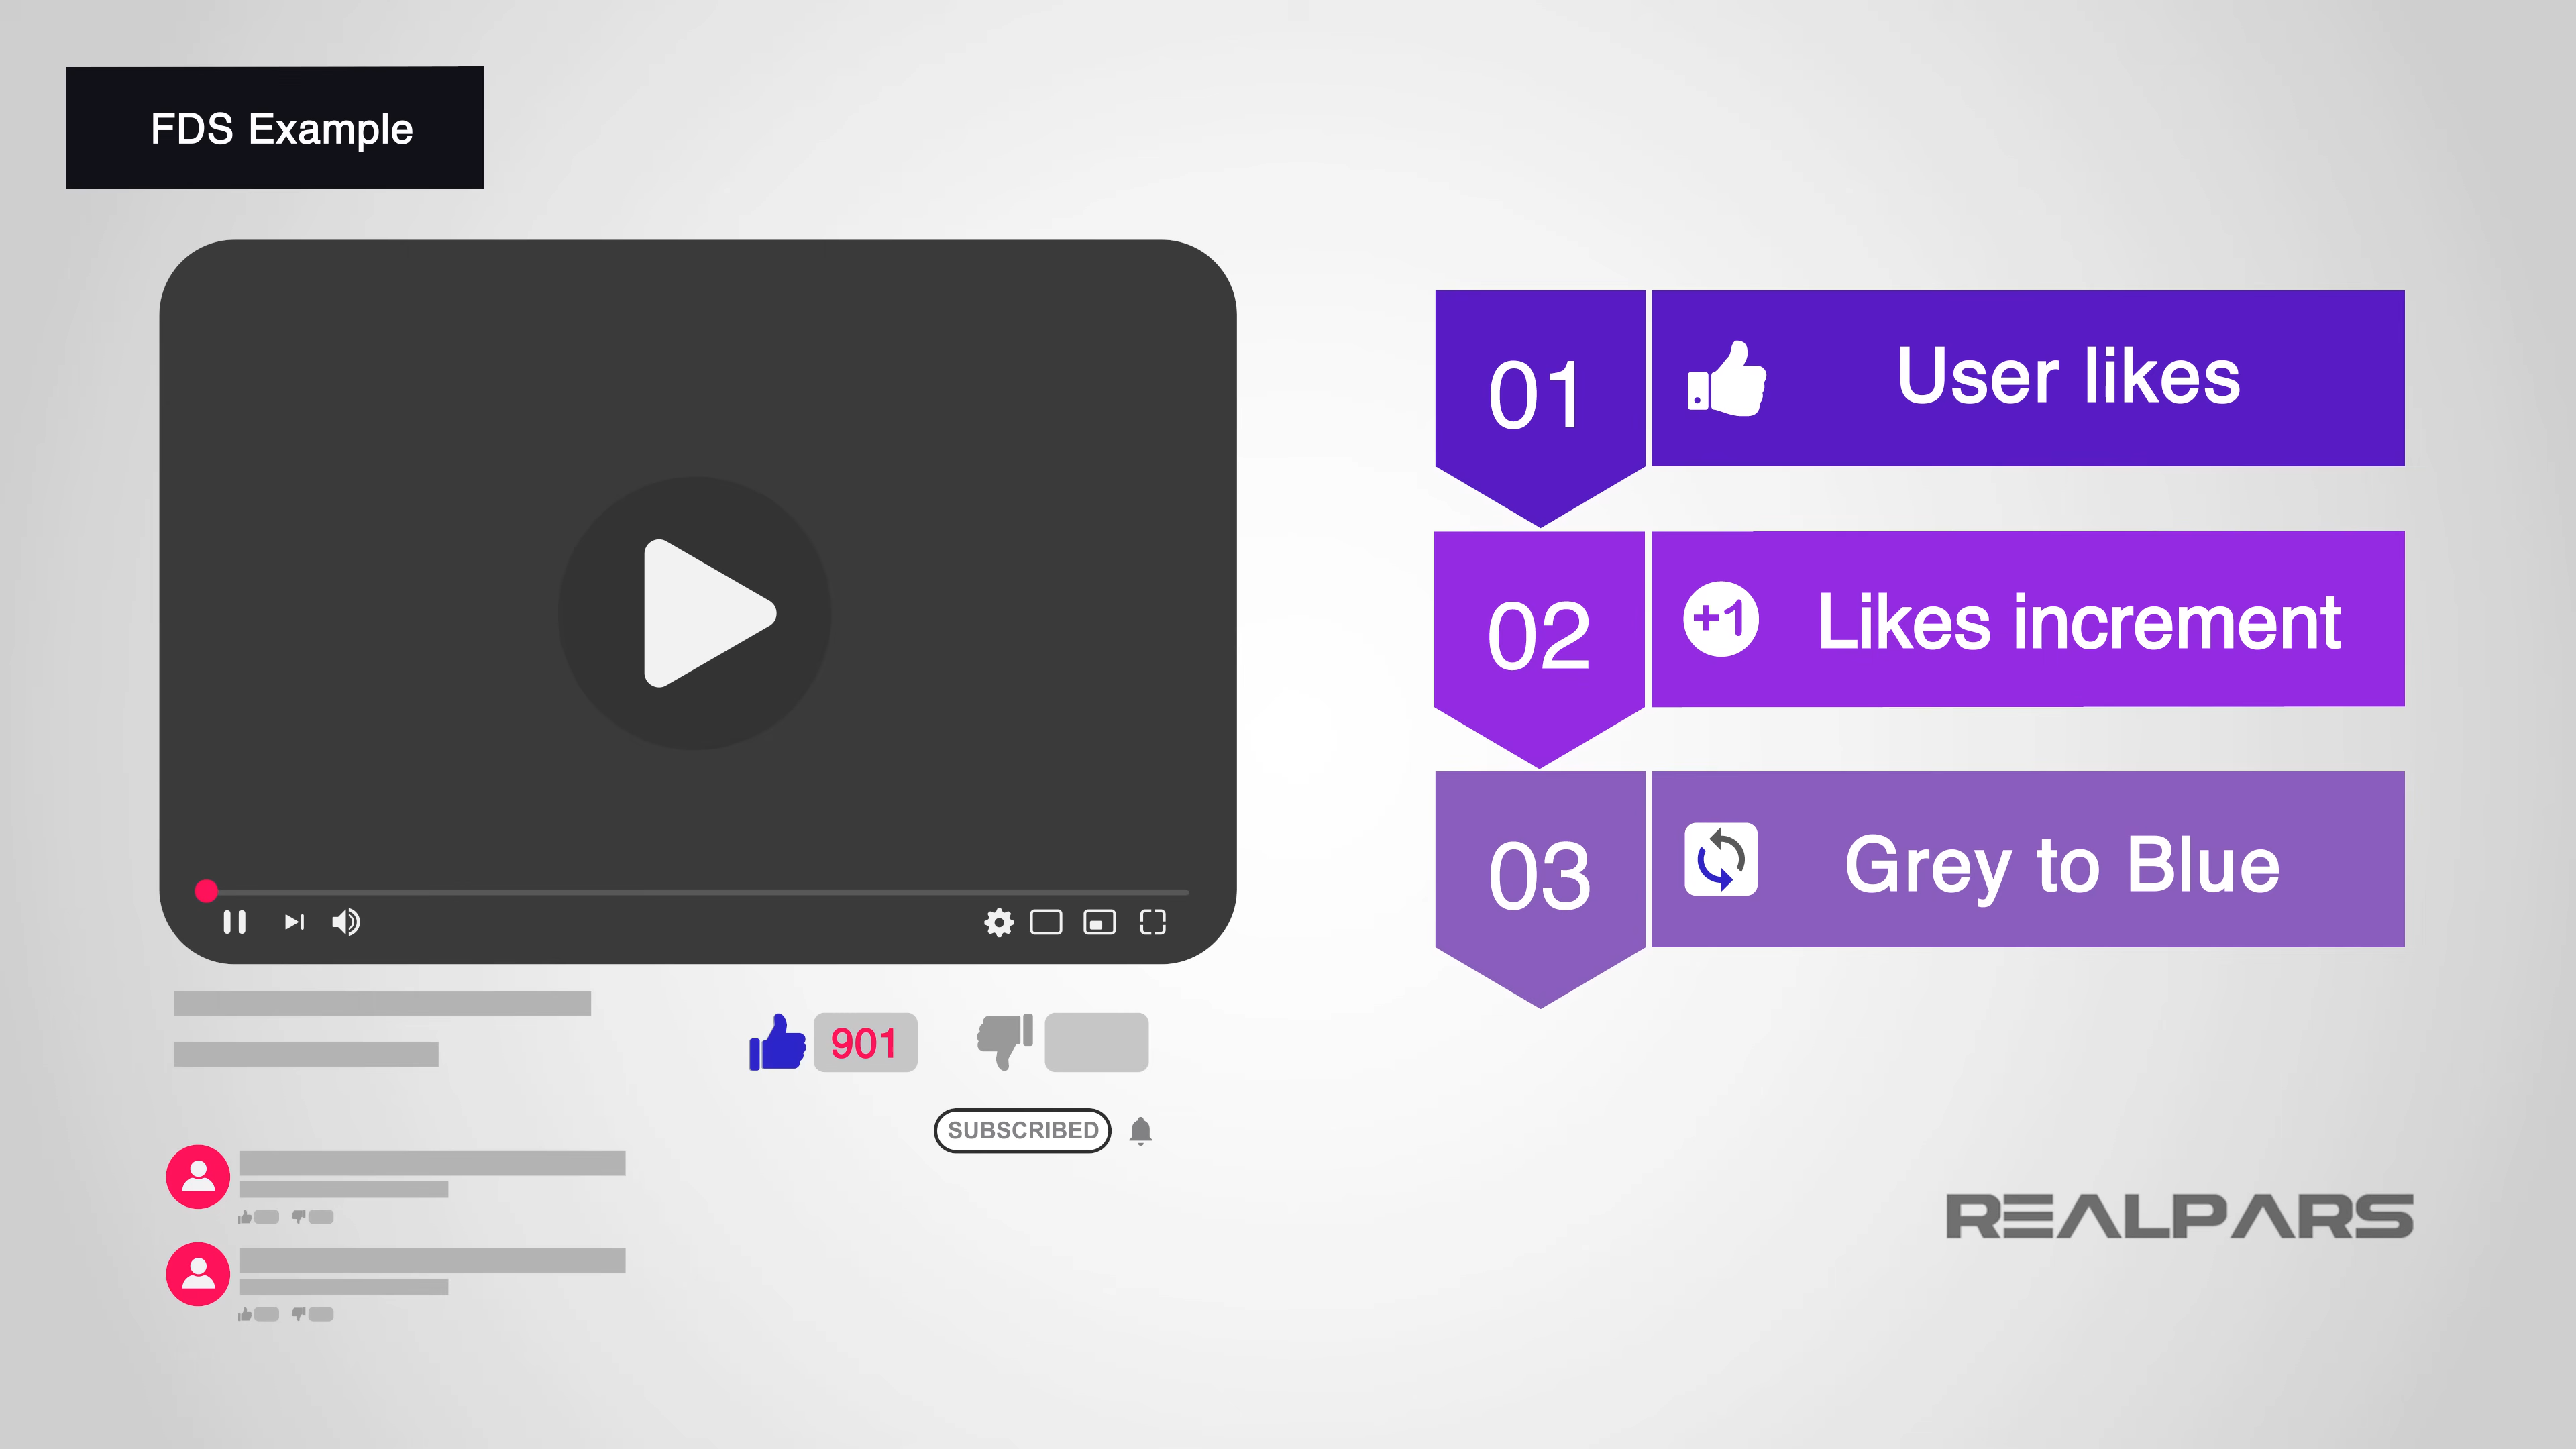 FDS Example
01
User likes
02
+1
Likes increment
03
Grey to Blue
901
SUBSCRIBED
REALPARS